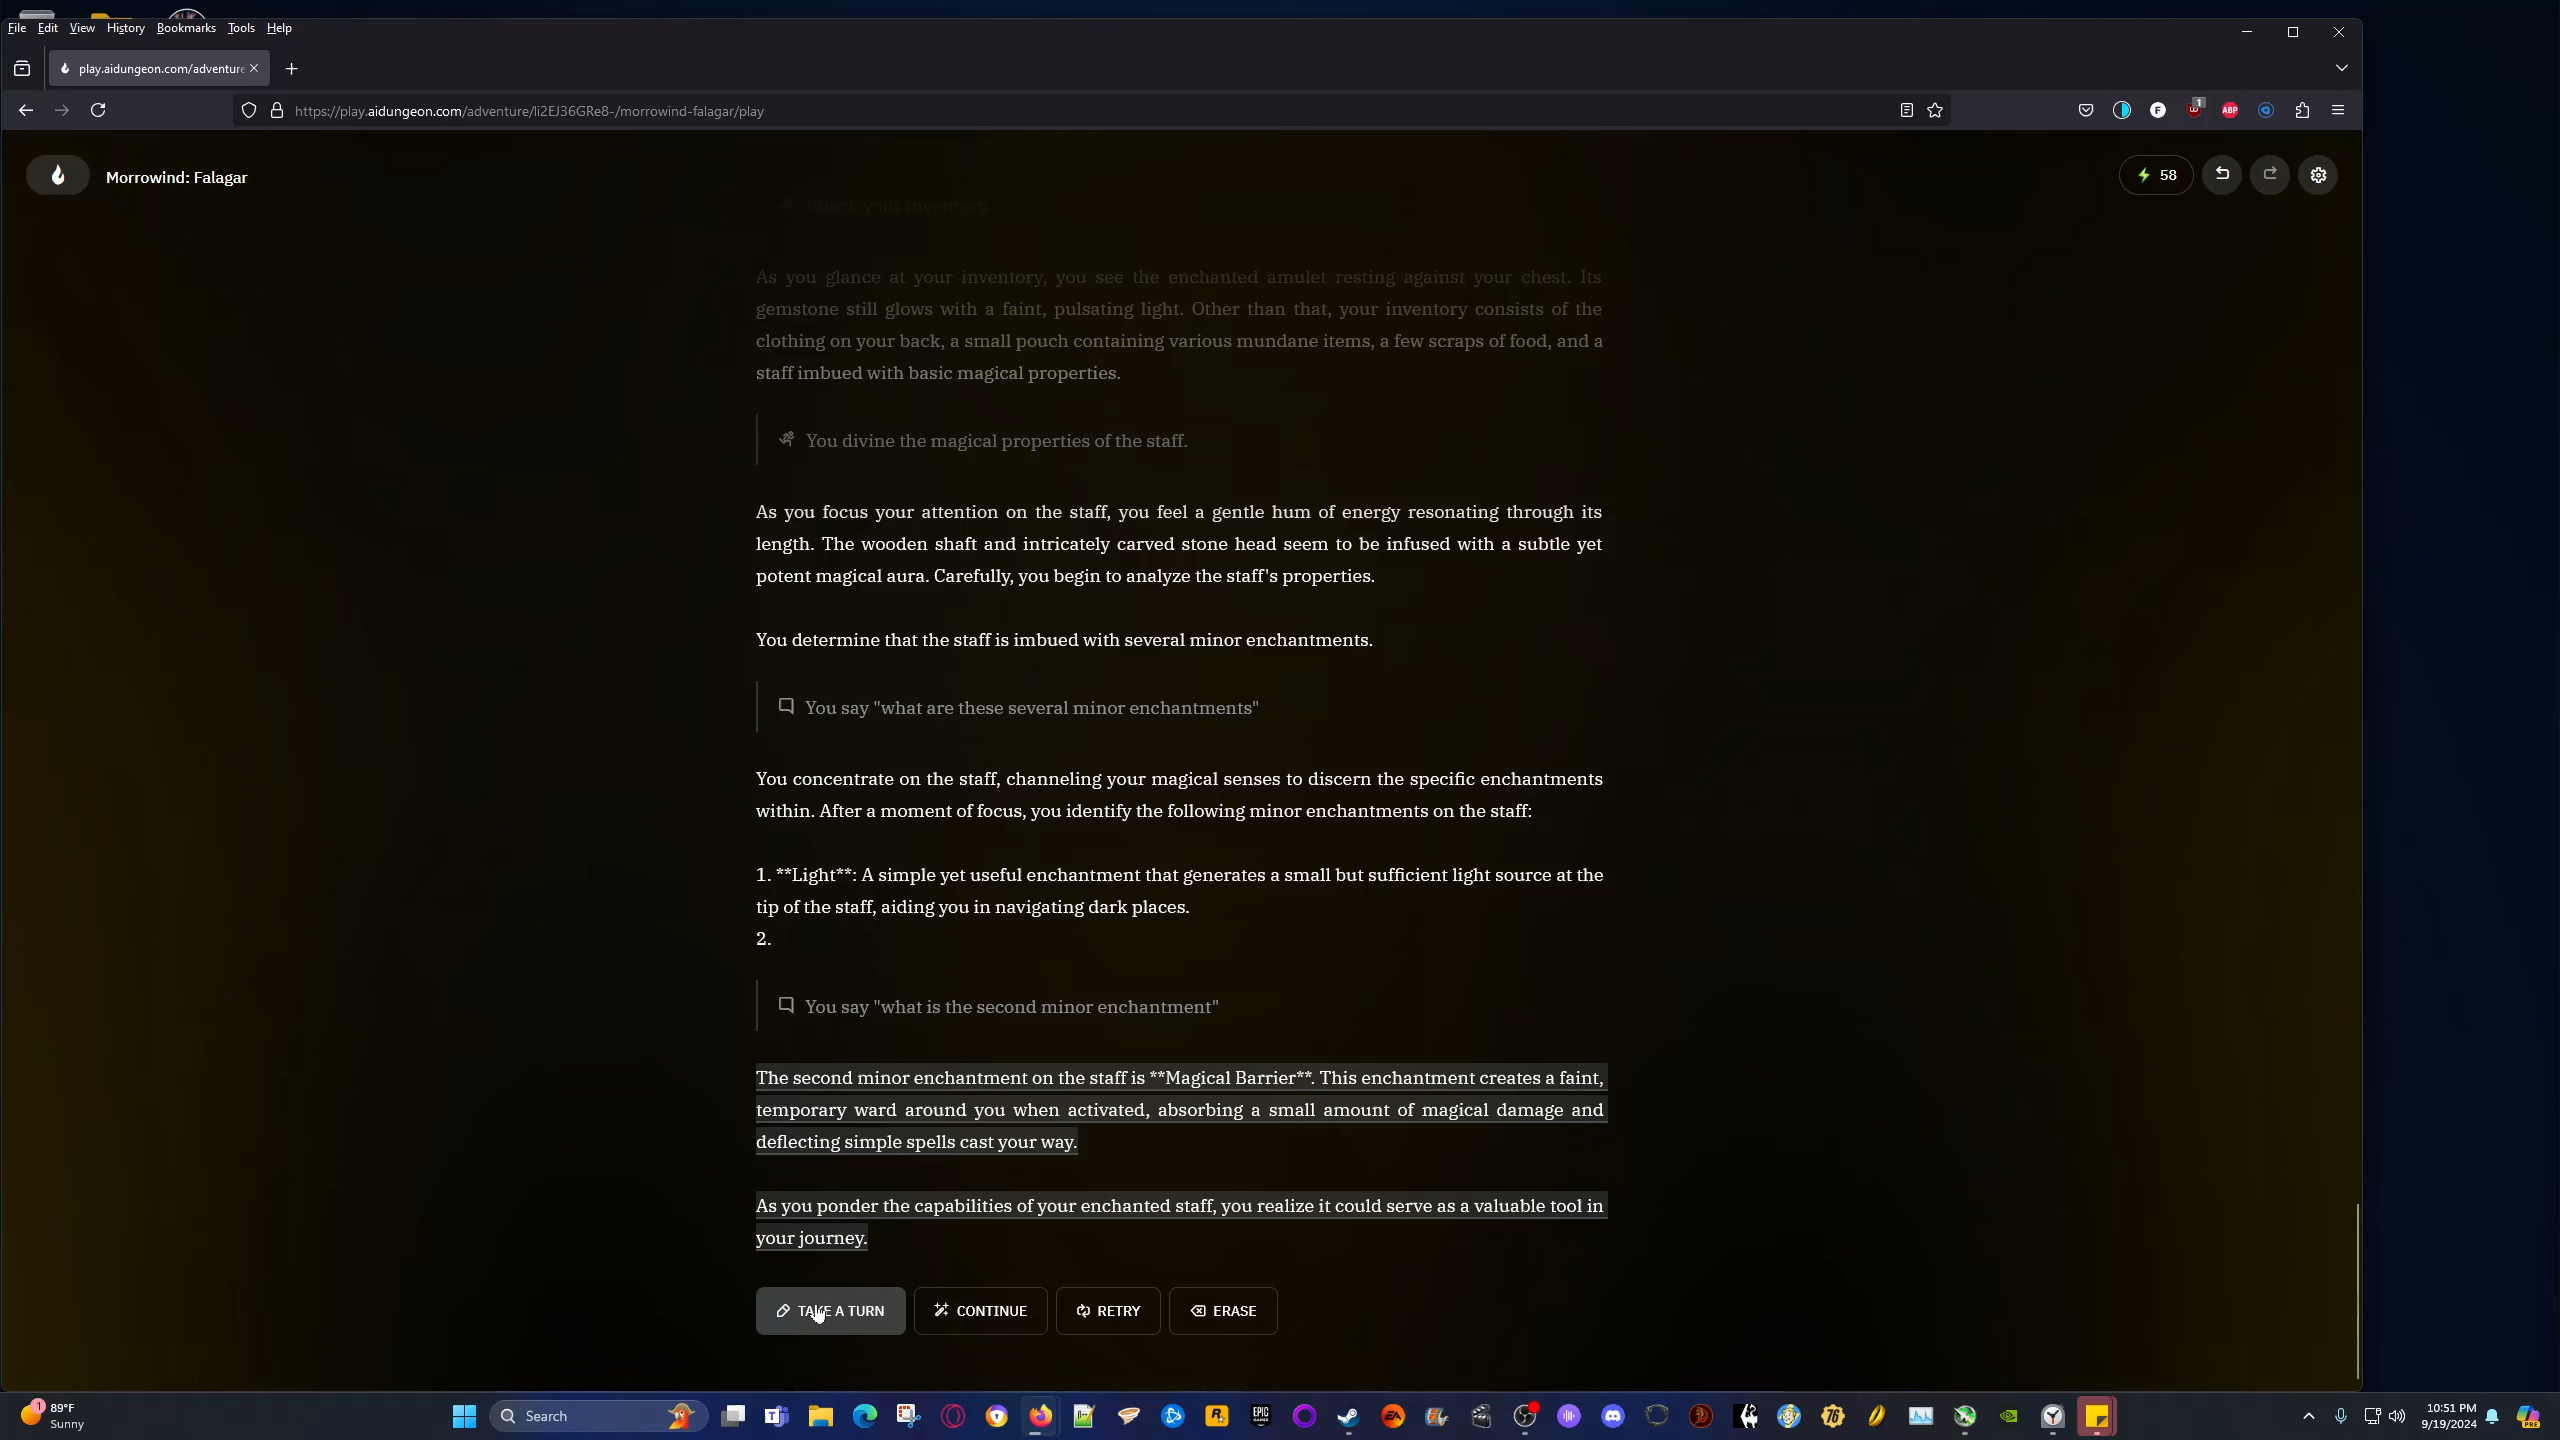 File Edit View History Bookmarks Tools Help
play.aidungeon.com/adventure
https://play.aidungeon.com/adventure/li2EJ36GRe8-/morrowind-falagar/play
1
ABP
Morrowind: Falagar
58
Check your inventory
As you glance at your inventory, you see the enchanted amulet resting against your chest. Its
gemstone still glows with a faint, pulsating light. Other than that, your inventory consists of the
clothing on your back, a small pouch containing various mundane items, a few scraps of food, and a
staff imbued with basic magical properties.
You divine the magical properties of the staff.
As you focus your attention on the staff, you feel a gentle hum of energy resonating through its
length. The wooden shaft and intricately carved stone head seem to be infused with a subtle yet
potent magical aura. Carefully, you begin to analyze the staff's properties.
You determine that the staff is imbued with several minor enchantments.
You say "what are these several minor enchantments"
You concentrate on the staff, channeling your magical senses to discern the specific enchantments
within. After a moment of focus, you identify the following minor enchantments on the staff:
1. **Light**: A simple yet useful enchantment that generates a small but sufficient light source at the
tip of the staff, aiding you in navigating dark places.
2.
You say "what is the second minor enchantment"
The second minor enchantment on the staff is **Magical Barrier**. This enchantment creates a faint,
temporary ward around you when activated, absorbing a small amount of magical damage and
deflecting simple spells cast your way.
As you ponder the capabilities of your enchanted staff, you realize it could serve as a valuable tool in
your journey.
TAKE A TURN CONTINUE RETRY ERASE
1
89°F
Sunny
Search
EPIC GAMES
EA
76
10:51 PM
9/19/2024
PRE